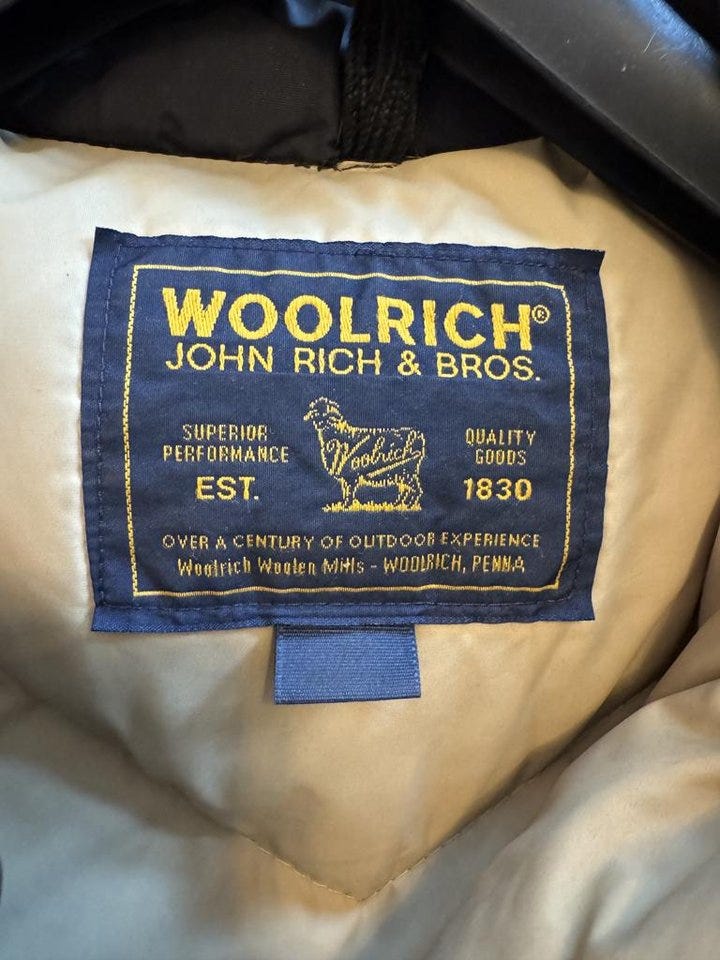 WOOLRICH®
JOHN RICH & BROS.
SUPERIOR
PERFORMANCE
EST.
Woolrich
QUALITY
GOODS
1830
OVER A CENTURY OF OUTDOOR EXPERIENCE
Woolrich Woolen Mills - WOOLRICH, PENNA.